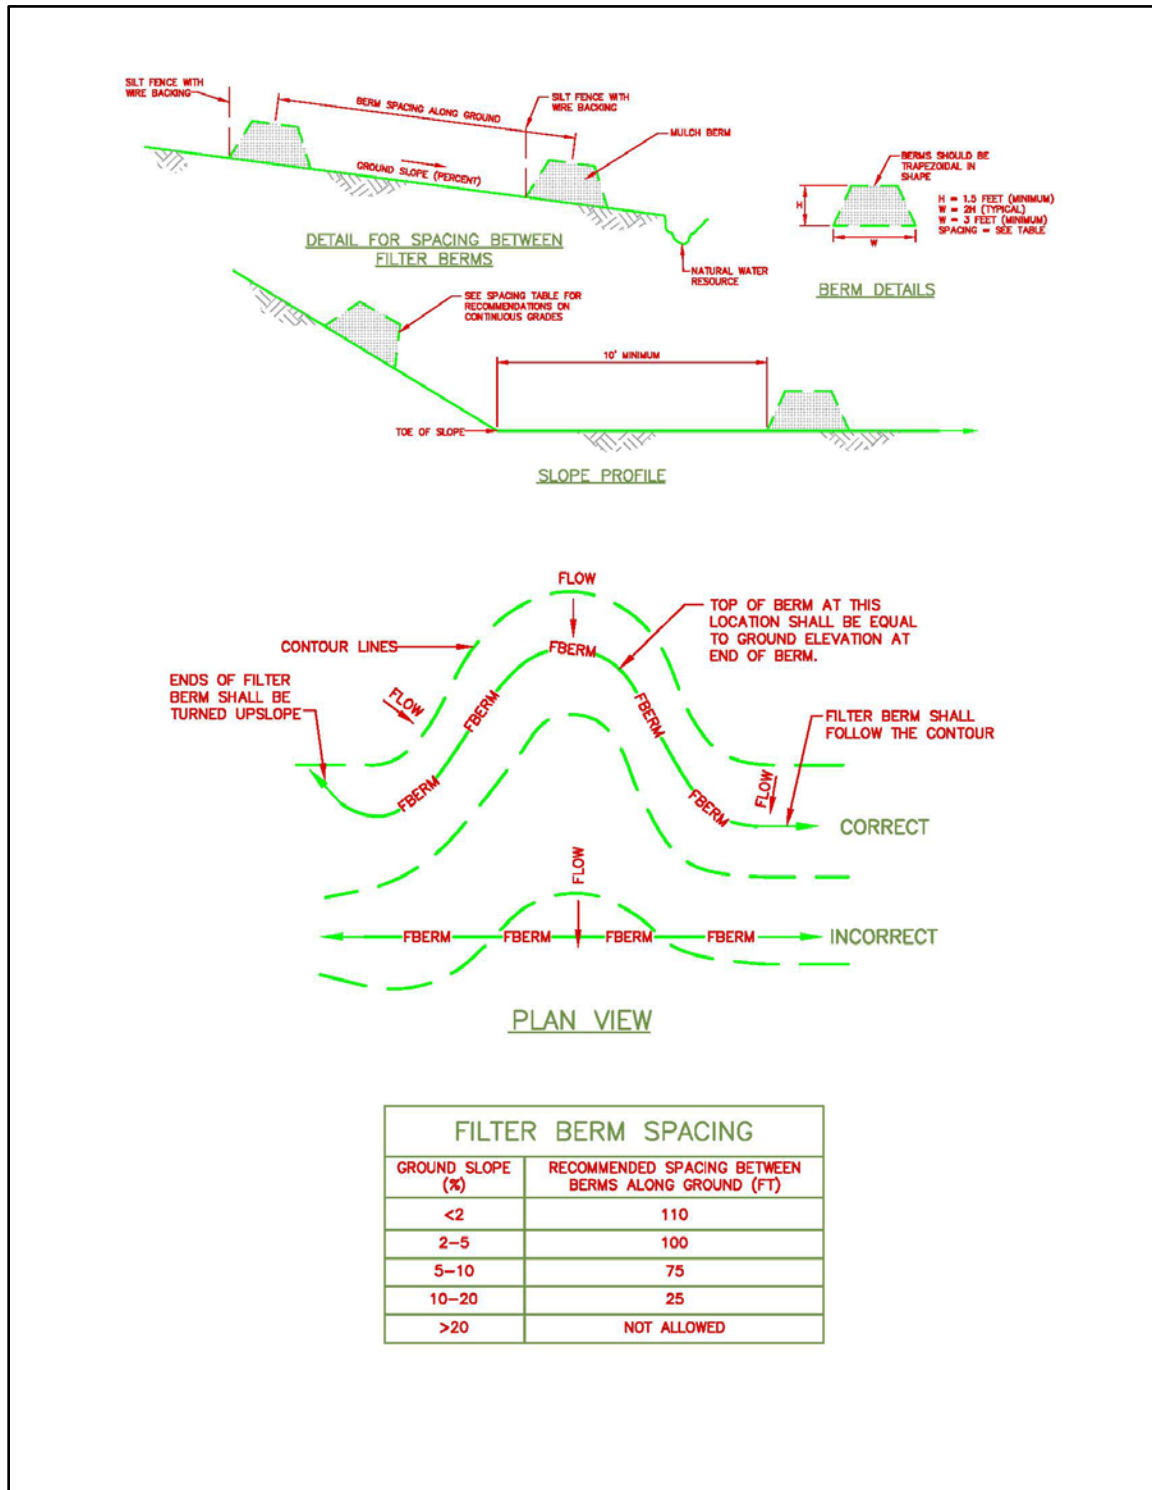 SILT FENCE WITH
WIRE BACKING
BERM SPACING ALONG GROUND
SILT FENCE WITH
WIRE BACKING
MULCH BERM
GROUND SLOPE (PERCENT)
DETAIL FOR SPACING BETWEEN
FILTER BERMS
NATURAL WATER
RESOURCE
BERMS SHOULD BE
TRAPEZOIDAL IN
SHAPE
H
W
H = 1.5 FEET (MINIMUM)
W = 2H (TYPICAL)
W = 3 FEET (MINIMUM)
SPACING = SEE TABLE
BERM DETAILS
SEE SPACING TABLE FOR
RECOMMENDATIONS ON
CONTINUOUS GRADES
10' MINIMUM
TOE OF SLOPE
SLOPE PROFILE
FLOW
TOP OF BERM AT THIS
LOCATION SHALL BE EQUAL
TO GROUND ELEVATION AT
END OF BERM.
CONTOUR LINES
FBERM
ENDS OF FILTER
BERM SHALL BE
TURNED UPSLOPE
FLOW
FBERM
FBERM
FILTER BERM SHALL
FOLLOW THE CONTOUR
FBERM
FBERM
FLOW
CORRECT
FLOW
FBERM FBERM FBERM FBERM
INCORRECT
PLAN VIEW
FILTER BERM SPACING
GROUND SLOPE
(%)
RECOMMENDED SPACING BETWEEN
BERMS ALONG GROUND (FT)
<2 110
2-5 100
5-10 75
10-20 25
>20 NOT ALLOWED